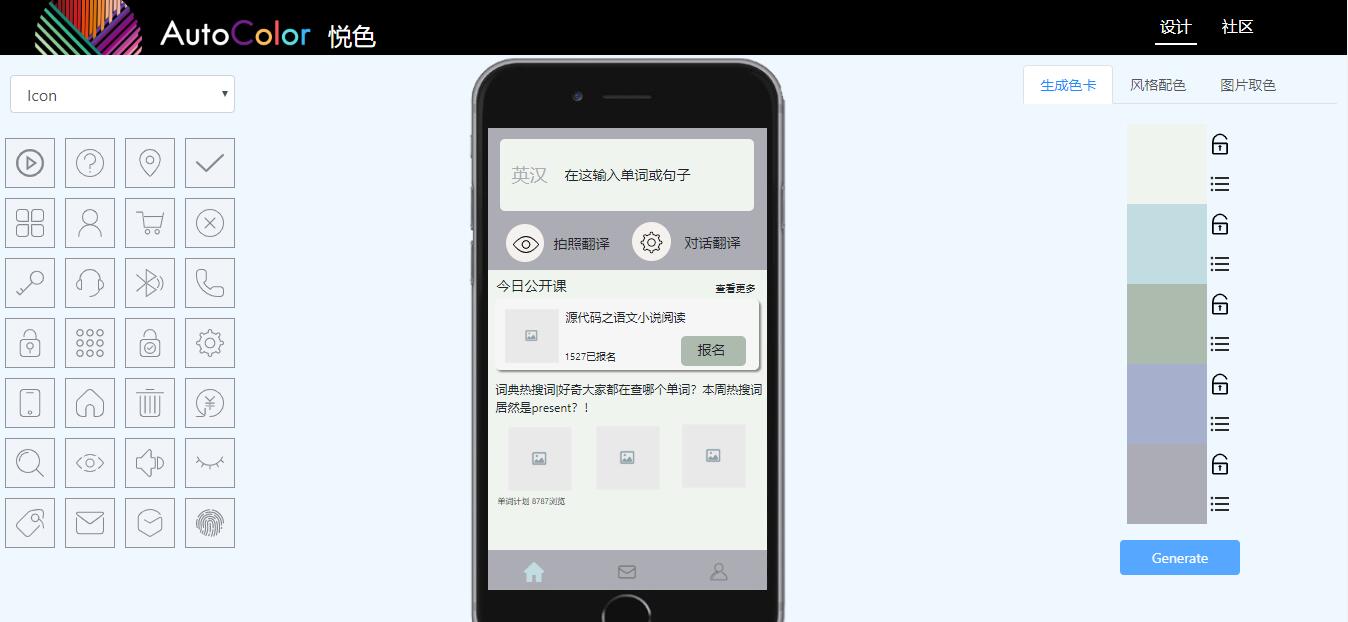 AutoColor 悦色
设计 社区
Icon
生成色卡 风格配色 图片取色
英汉 在这输入单词或句子
拍照翻译 对话翻译
今日公开课 查看更多
源代码之语文小说阅读
1527已报名 报名
词典热搜词|好奇大家都在查哪个单词？本周热搜词
居然是present？！
单词计划 8787浏览
Generate